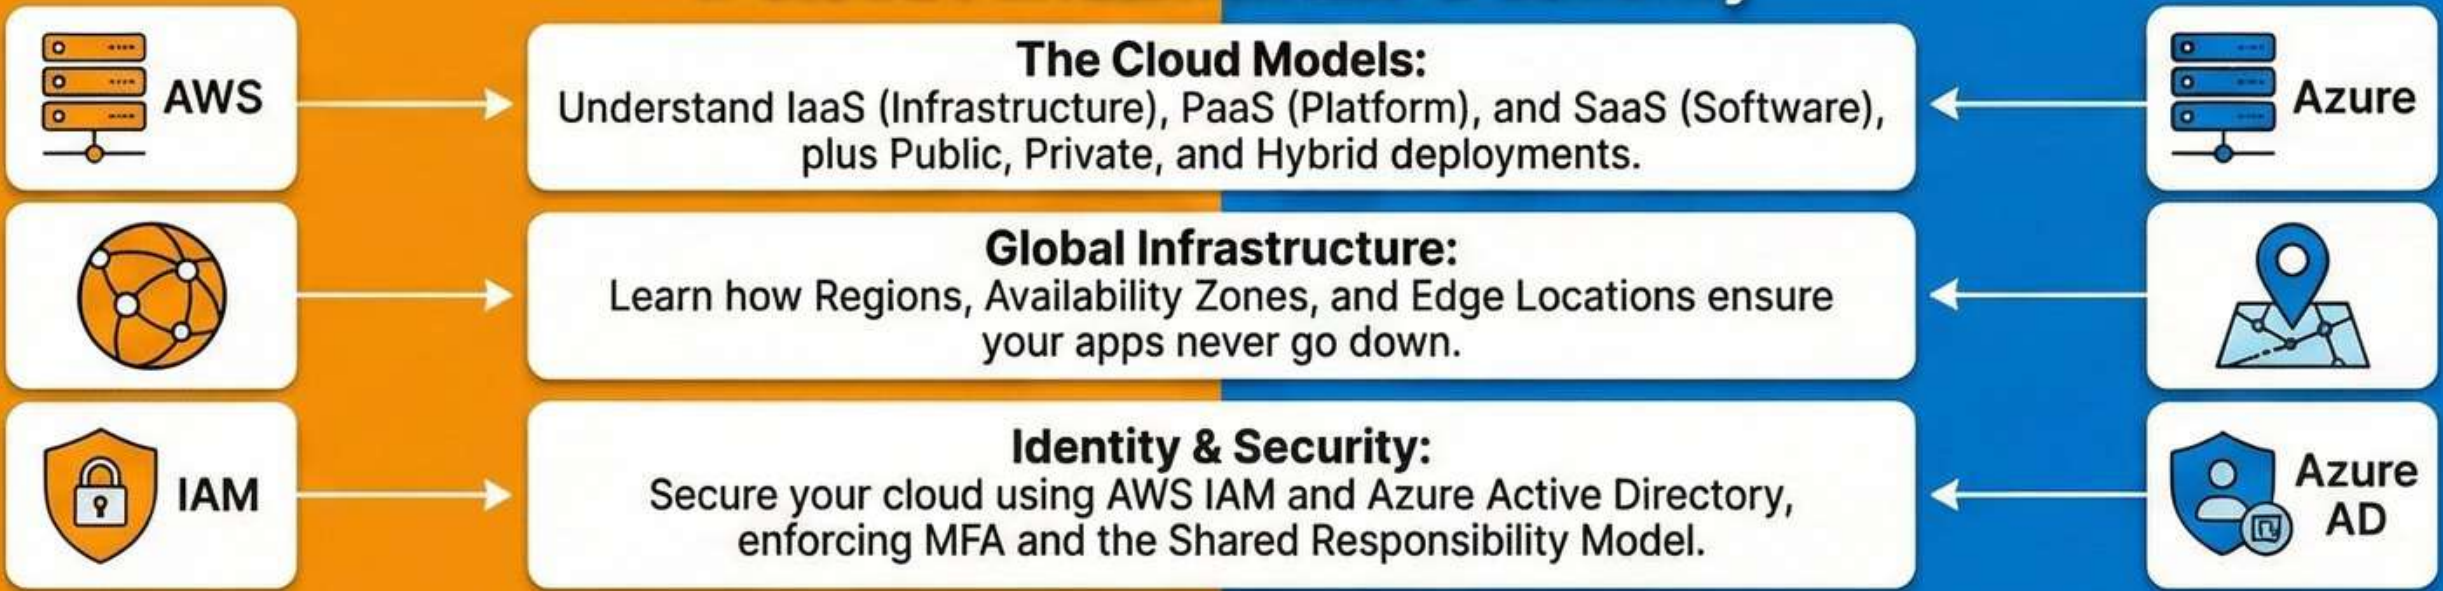 AWS
The Cloud Models:
Understand IaaS (Infrastructure), PaaS (Platform), and SaaS (Software),
plus Public, Private, and Hybrid deployments.
Azure
Global Infrastructure:
Learn how Regions, Availability Zones, and Edge Locations ensure
your apps never go down.
IAM
Identity & Security:
Secure your cloud using AWS IAM and Azure Active Directory,
enforcing MFA and the Shared Responsibility Model.
Azure
AD